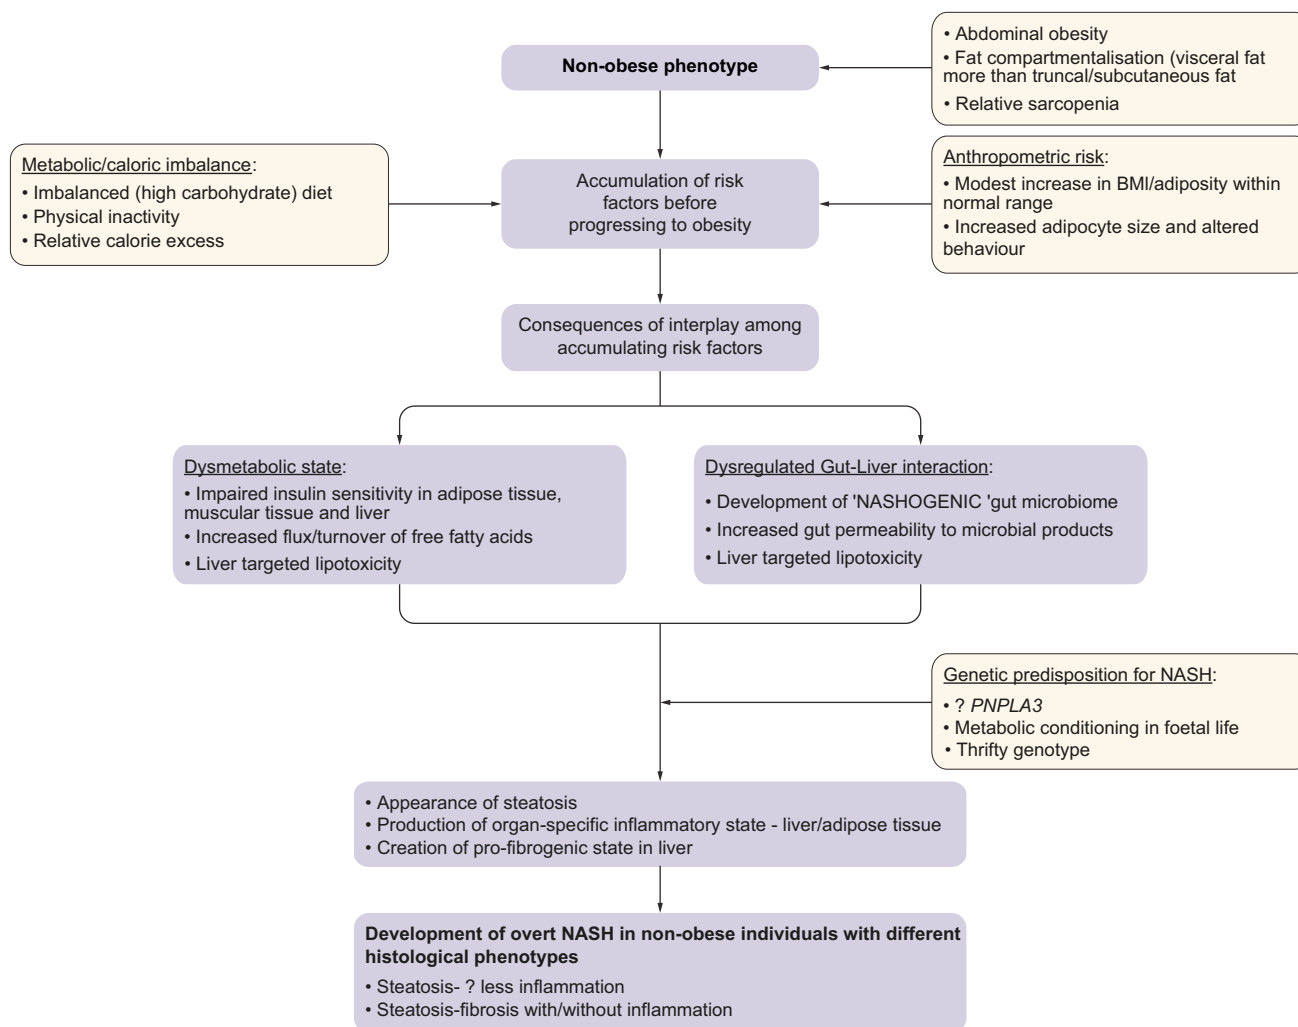 Non-obese phenotype
• Abdominal obesity
• Fat compartmentalisation (visceral fat
more than truncal/subcutaneous fat
• Relative sarcopenia
Metabolic/caloric imbalance:
• Imbalanced (high carbohydrate) diet
• Physical inactivity
• Relative calorie excess
Accumulation of risk
factors before
progressing to obesity
Anthropometric risk:
• Modest increase in BMI/adiposity within
normal range
• Increased adipocyte size and altered
behaviour
Consequences of interplay among
accumulating risk factors
Dysmetabolic state:
• Impaired insulin sensitivity in adipose tissue,
muscular tissue and liver
• Increased flux/turnover of free fatty acids
• Liver targeted lipotoxicity
Dysregulated Gut-Liver interaction:
• Development of 'NASHOGENIC 'gut microbiome
• Increased gut permeability to microbial products
• Liver targeted lipotoxicity
Genetic predisposition for NASH:
• ? PNPLA3
• Metabolic conditioning in foetal life
• Thrifty genotype
• Appearance of steatosis
• Production of organ-specific inflammatory state - liver/adipose tissue
• Creation of pro-fibrogenic state in liver
Development of overt NASH in non-obese individuals with different
histological phenotypes
• Steatosis- ? less inflammation
• Steatosis-fibrosis with/without inflammation